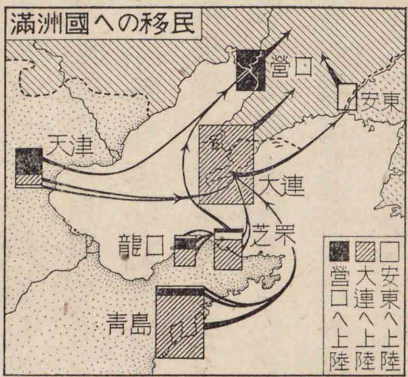 滿洲國への移民
營口
安東
天津
大連
龍口
芝罘
青島
安東へ上陸
大連へ上陸
營口へ上陸